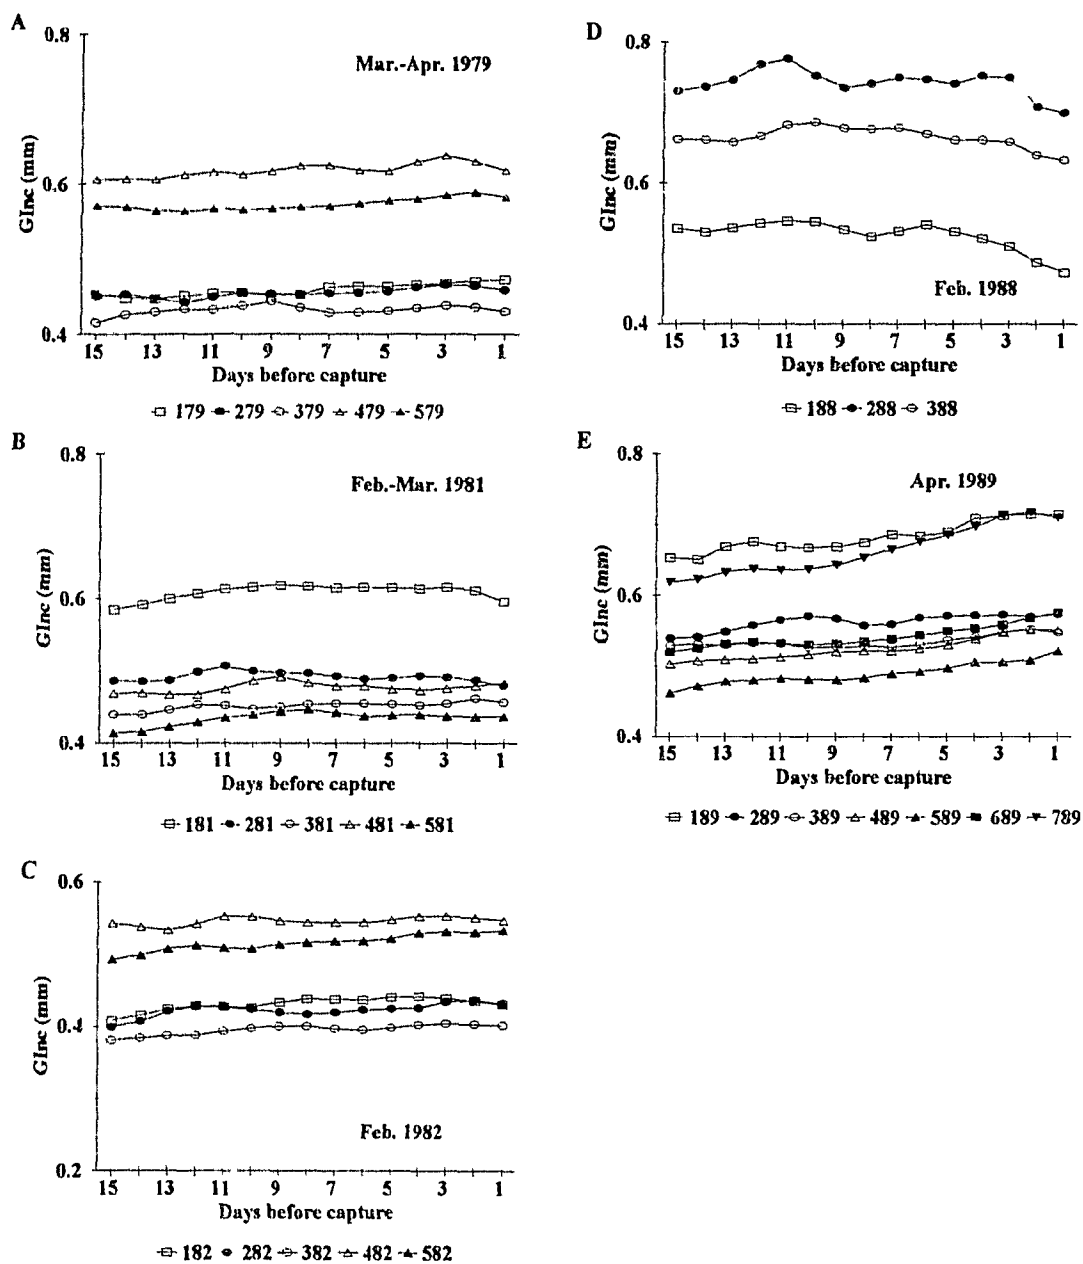 A
0.8
Mar.-Apr. 1979
GInc (mm)
0.6
0.4
15 13 11 9 7 5 3 1
Days before capture
179 279 379 479 579
B
0.8
Feb.-Mar. 1981
GInc (mm)
0.6
0.4
15 13 11 9 7 5 3 1
Days before capture
181 281 381 481 581
C
0.6
GInc (mm)
0.4
Feb. 1982
0.2
15 13 11 9 7 5 3 1
Days before capture
182 282 382 482 582
D
0.8
GInc (mm)
0.6
Feb. 1988
0.4
15 13 11 9 7 5 3 1
Days before capture
188 288 388
E
0.8
Apr. 1989
GInc (mm)
0.6
0.4
15 13 11 9 7 5 3 1
Days before capture
189 289 389 489 589 689 789